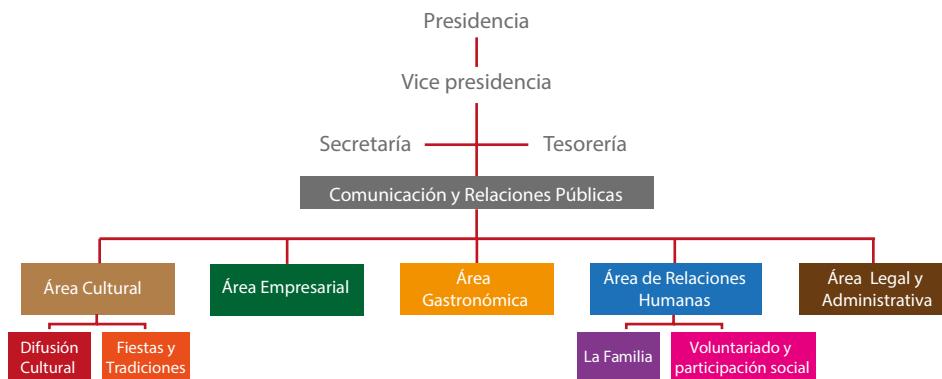 Presidencia
Vice presidencia
Secretaría
Tesorería
Comunicación y Relaciones Públicas
Área Cultural
Área Empresarial
Área
Gastronómica
Área de Relaciones
Humanas
Área Legal y
Administrativa
Difusión
Cultural
Fiestas y
Tradiciones
La Familia
Voluntariado y
participación social